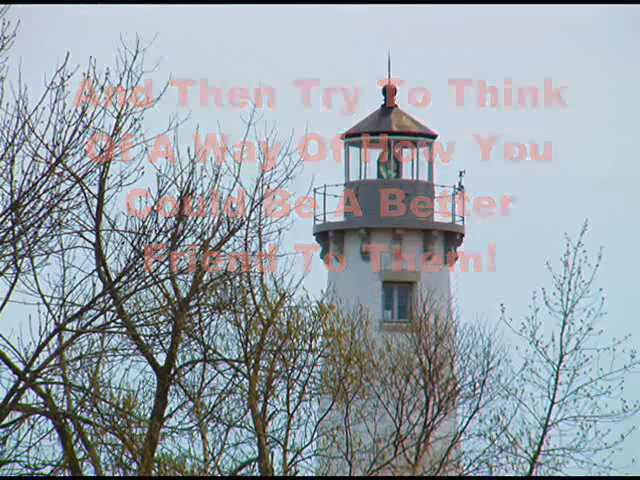 And Then Try To Think
Of A Way Of How You
Could Be A Better
Friend To Them!